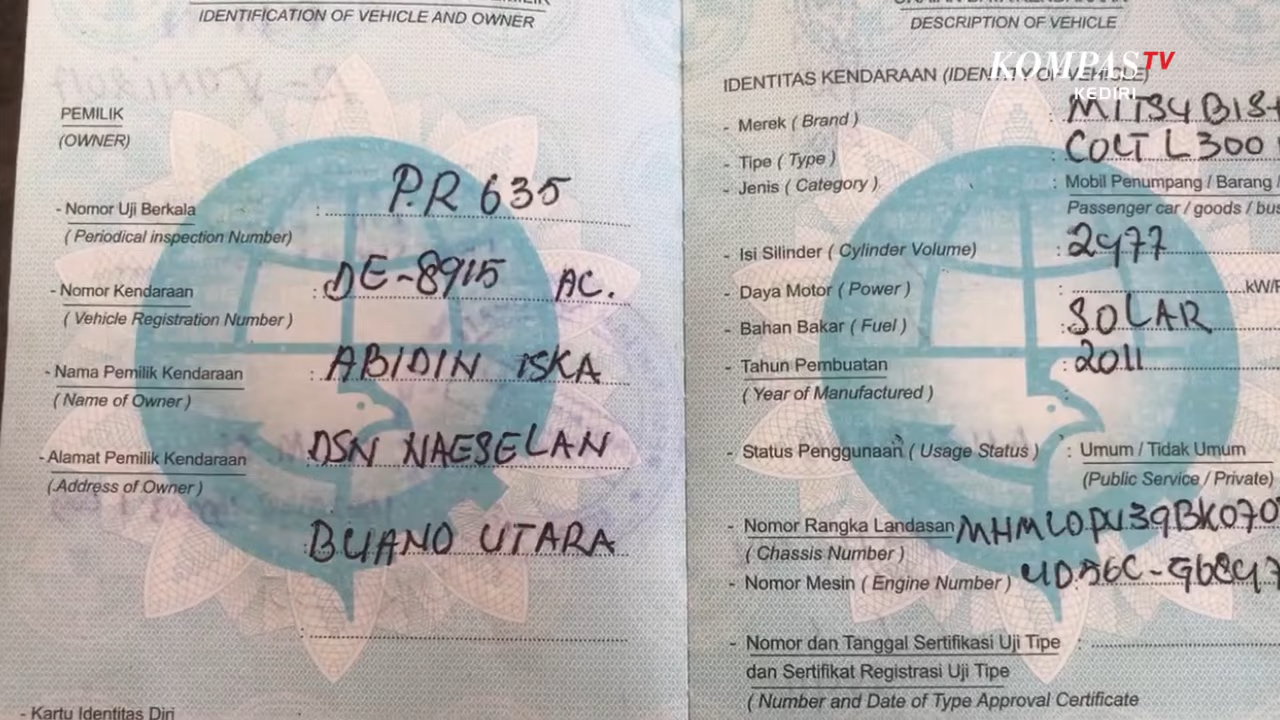 IDENTIFICATION OF VEHICLE AND OWNER
PEMILIK
(OWNER)
- Nomor Uji Berkala : P.R 635
( Periodical inspection Number)
- Nomor Kendaraan : DE-8915 AC.
( Vehicle Registration Number )
- Nama Pemilik Kendaraan : ABIDIN ISKA
( Name of Owner )
- Alamat Pemilik Kendaraan : DSN NAESELAN
( Address of Owner )
BUANO UTARA
- Kartu Identitas Diri
DESCRIPTION OF VEHICLE
KOMPAS TV
KEDIRI
IDENTITAS KENDARAAN (IDENTITY OF VEHICLE)
- Merek ( Brand ) : MITSUBIS
- Tipe ( Type ) : COLT L300
- Jenis ( Category ) : Mobil Penumpang / Barang /
Passenger car / goods / bus
- Isi Silinder ( Cylinder Volume) : 2477
- Daya Motor ( Power ) : kW/
- Bahan Bakar ( Fuel ) : SOLAR
- Tahun Pembuatan : 2011
( Year of Manufactured )
- Status Penggunaan ( Usage Status ) : Umum / Tidak Umum
(Public Service / Private)
- Nomor Rangka Landasan MHML0PU39BK070
( Chassis Number )
- Nomor Mesin ( Engine Number ) 4D56C-G6847
- Nomor dan Tanggal Sertifikasi Uji Tipe :
dan Sertifikat Registrasi Uji Tipe
( Number and Date of Type Approval Certificate